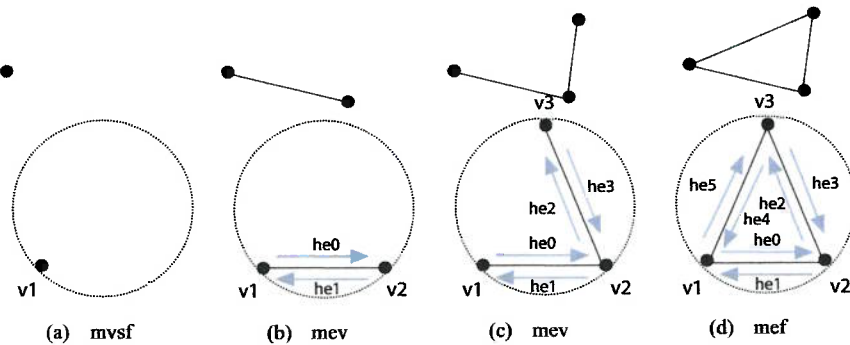 v1
(a) mvsf
he0
he1
v1
v2
(b) mev
v3
he3
he2
he0
he1
v1
v2
(c) mev
v3
he5
he3
he2
he4
he0
he1
v1
v2
(d) mef